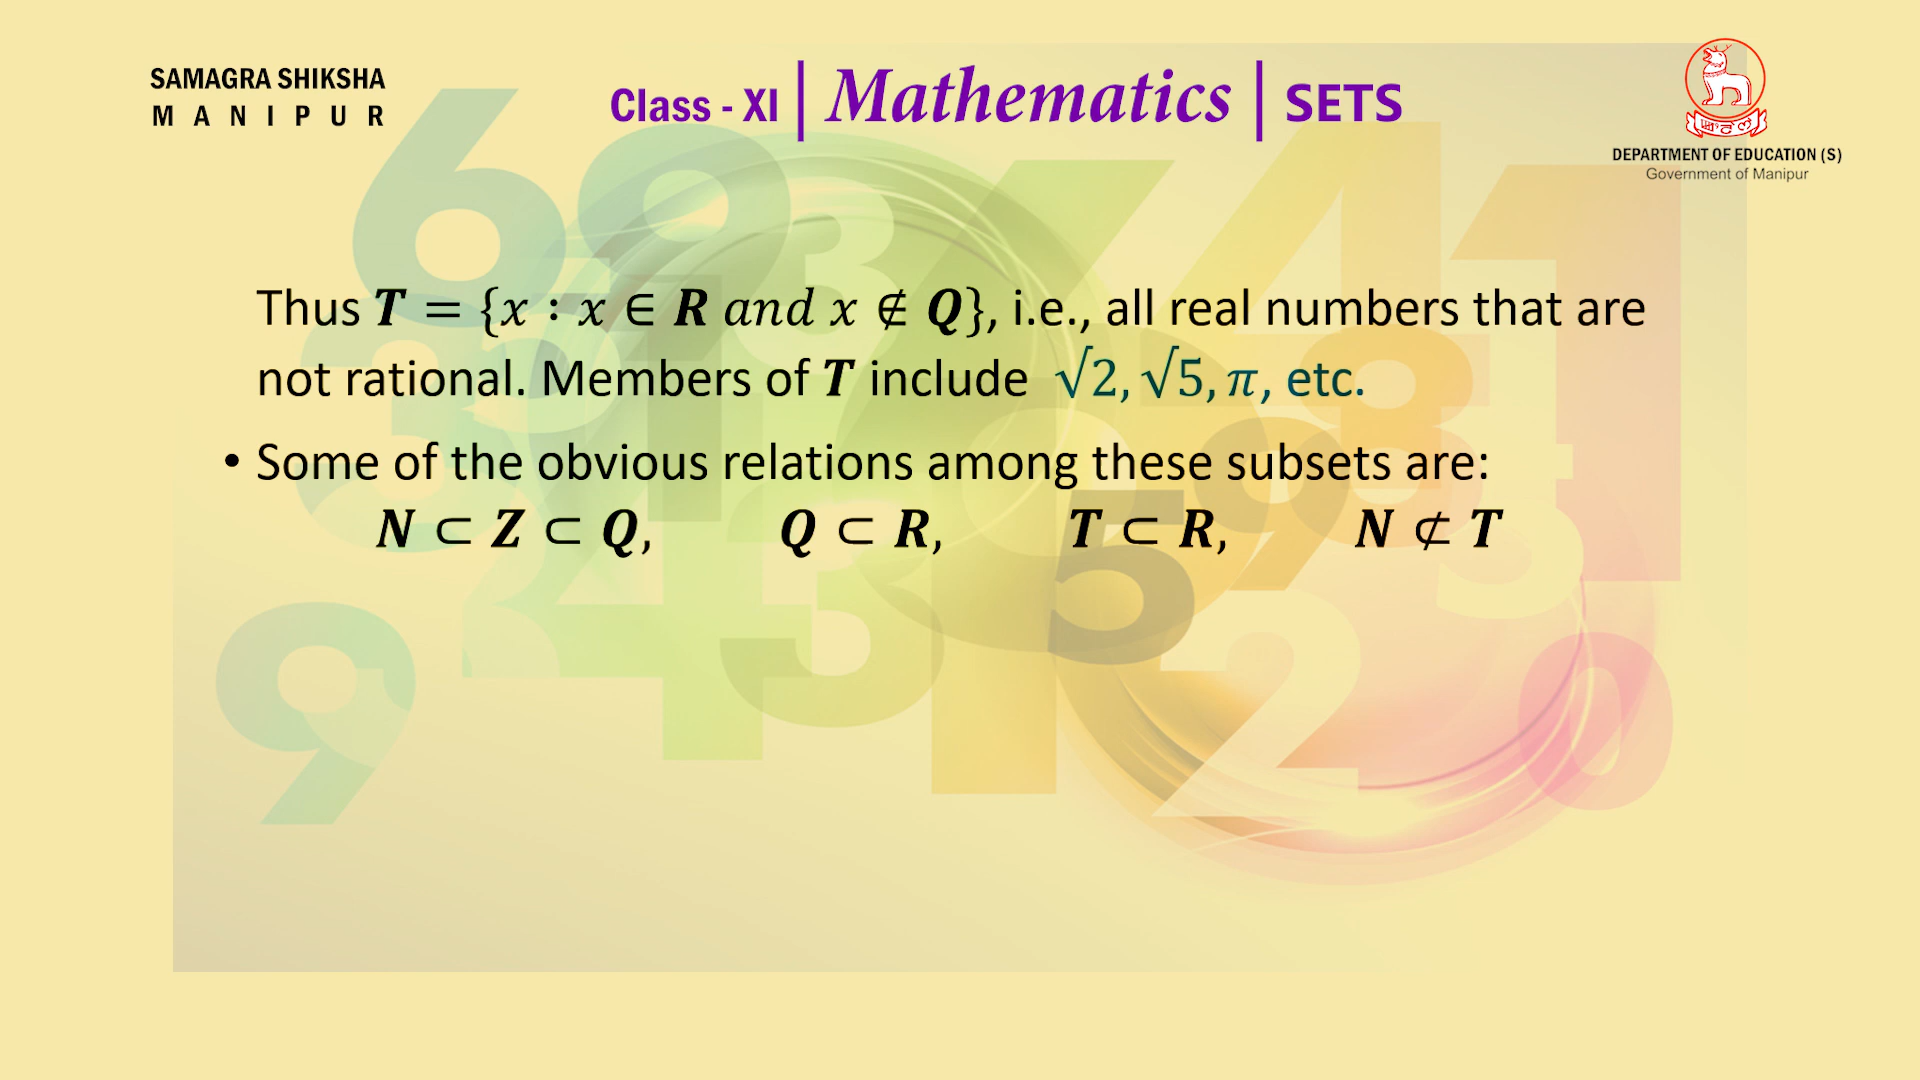 SAMAGRA SHIKSHA
MANIPUR
Class - XI | Mathematics | SETS
DEPARTMENT OF EDUCATION (S)
Government of Manipur
Thus T = {x : x ∈ R and x ∉ Q}, i.e., all real numbers that are
not rational. Members of T include √2, √5, π, etc.
• Some of the obvious relations among these subsets are:
N ⊂ Z ⊂ Q, Q ⊂ R, T ⊂ R, N ⊄ T